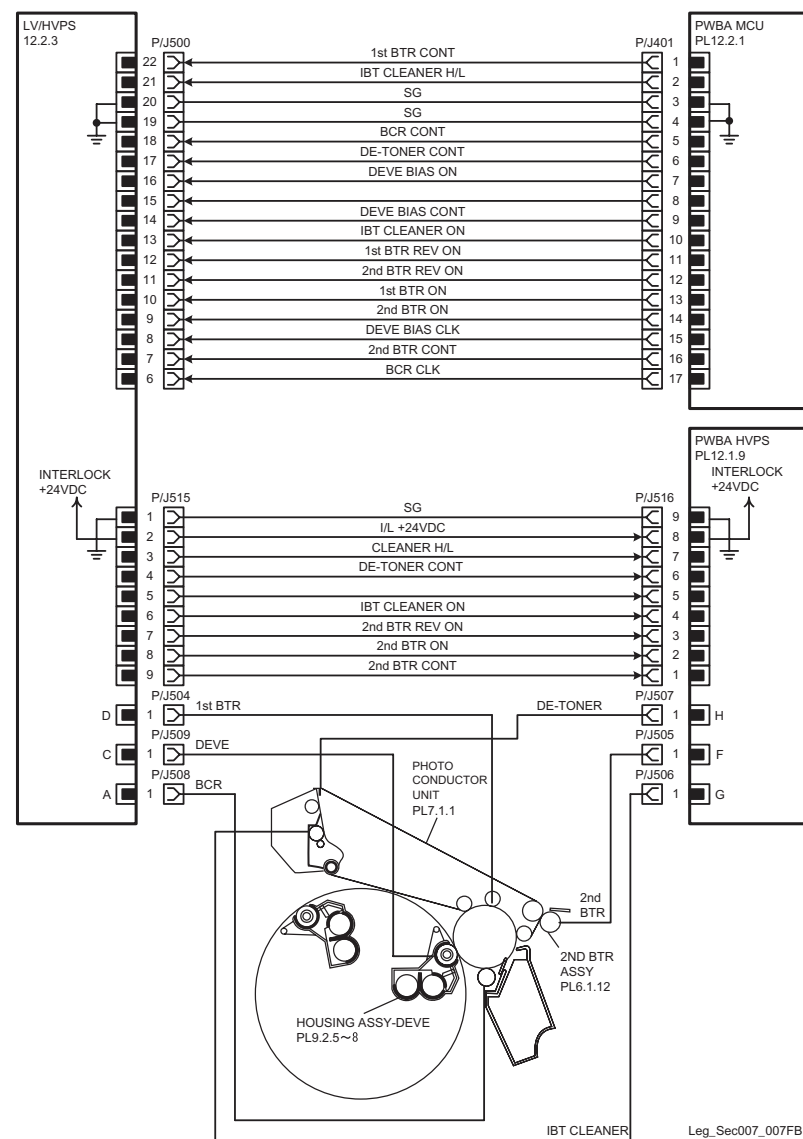 LV/HVPS
12.2.3
PWBA MCU
PL12.2.1
P/J500
P/J401
22 1st BTR CONT 1
21 IBT CLEANER H/L 2
20 SG 3
19 SG 4
18 BCR CONT 5
17 DE-TONER CONT 6
16 DEVE BIAS ON 7
15 8
14 DEVE BIAS CONT 9
13 IBT CLEANER ON 10
12 1st BTR REV ON 11
11 2nd BTR REV ON 12
10 1st BTR ON 13
9 2nd BTR ON 14
8 DEVE BIAS CLK 15
7 2nd BTR CONT 16
6 BCR CLK 17
PWBA HVPS
PL12.1.9
INTERLOCK
+24VDC
INTERLOCK
+24VDC
P/J515
P/J516
1 SG 9
2 I/L +24VDC 8
3 CLEANER H/L 7
4 DE-TONER CONT 6
5 5
6 IBT CLEANER ON 4
7 2nd BTR REV ON 3
8 2nd BTR ON 2
9 2nd BTR CONT 1
P/J504
P/J507
D 1 1st BTR
DE-TONER 1 H
P/J509
P/J505
C 1 DEVE
1 F
P/J508
P/J506
A 1 BCR
1 G
PHOTO
CONDUCTOR
UNIT
PL7.1.1
2nd
BTR
2ND BTR
ASSY
PL6.1.12
HOUSING ASSY-DEVE
PL9.2.5～8
IBT CLEANER
Leg_Sec007_007FB